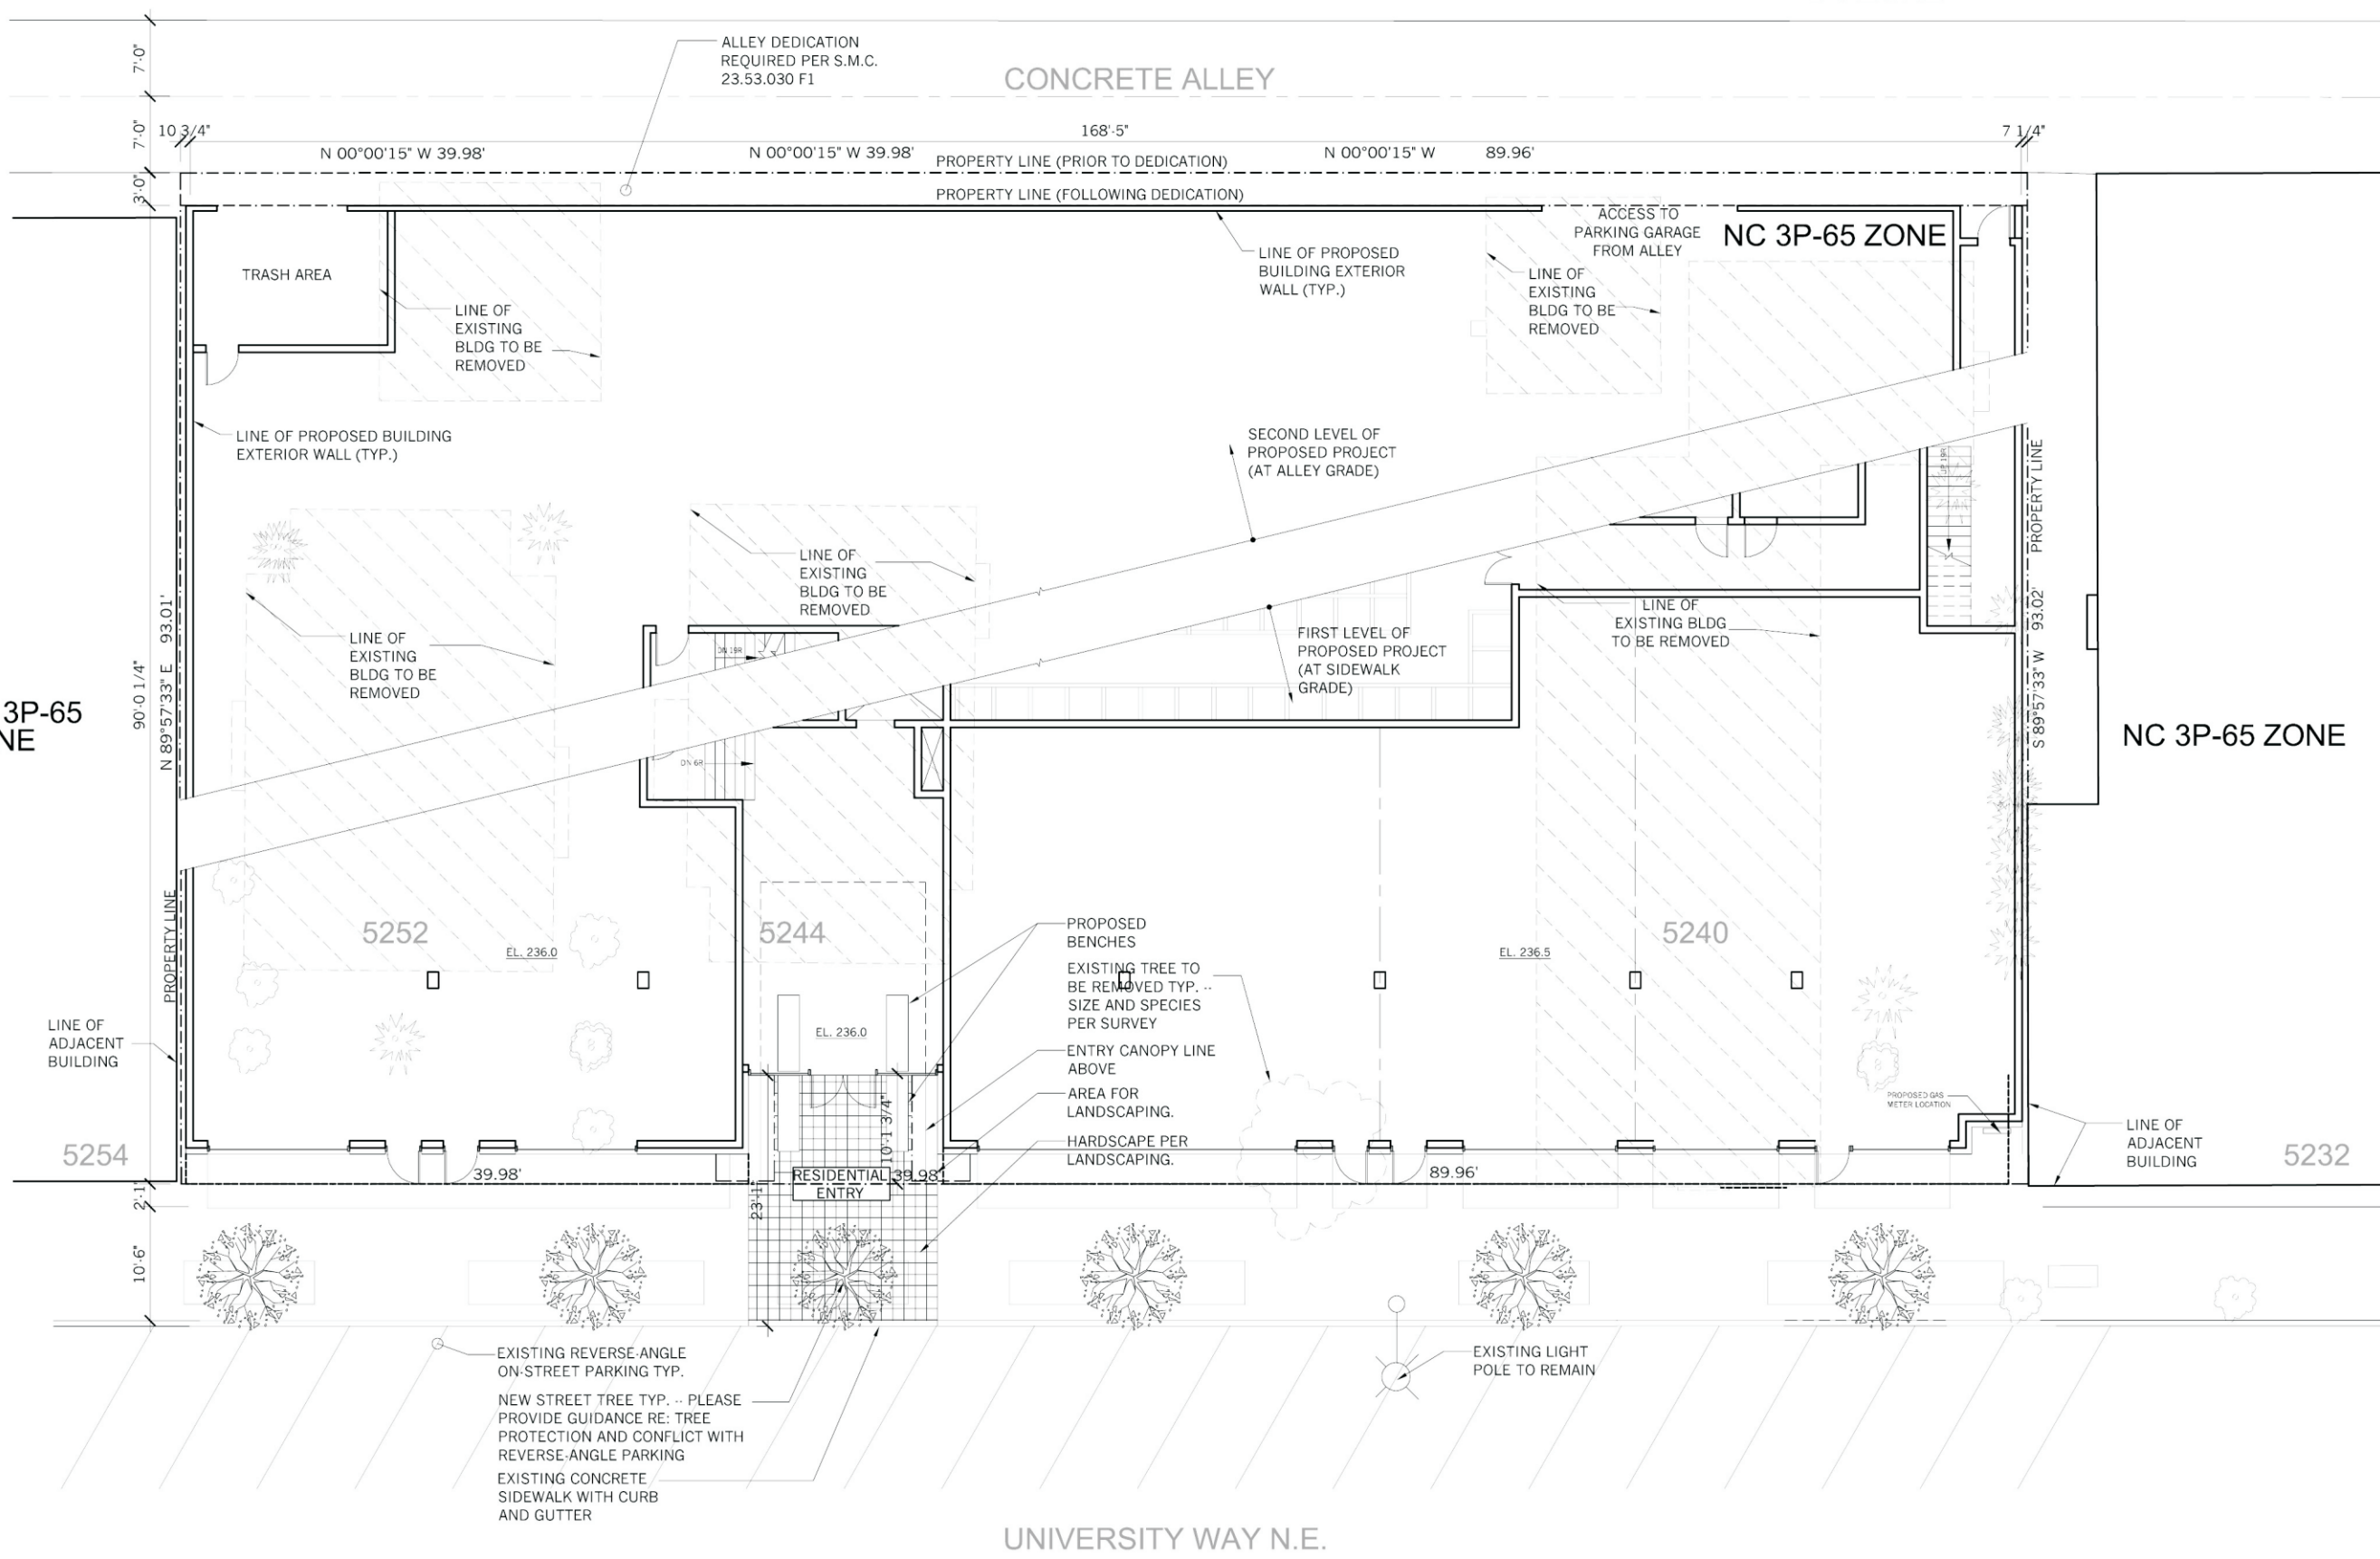 ALLEY DEDICATION
REQUIRED PER S.M.C.
23.53.030 F1
CONCRETE ALLEY
7'-0"
7'-0"
10 3/4"
168'-5"
7 1/4"
N 00°00'15" W 39.98'
N 00°00'15" W 39.98'
N 00°00'15" W 89.96'
PROPERTY LINE (PRIOR TO DEDICATION)
3'-0"
PROPERTY LINE (FOLLOWING DEDICATION)
ACCESS TO
PARKING GARAGE
FROM ALLEY
NC 3P-65 ZONE
TRASH AREA
LINE OF PROPOSED
BUILDING EXTERIOR
WALL (TYP.)
LINE OF
EXISTING
BLDG TO BE
REMOVED
LINE OF
EXISTING
BLDG TO BE
REMOVED
LINE OF PROPOSED BUILDING
EXTERIOR WALL (TYP.)
SECOND LEVEL OF
PROPOSED PROJECT
(AT ALLEY GRADE)
UP 19R
PROPERTY LINE
LINE OF
EXISTING
BLDG TO BE
REMOVED
N 89°57'33" E 93.01'
S 89°57'33" W 93.02'
LINE OF
EXISTING BLDG
TO BE REMOVED
LINE OF
EXISTING
BLDG TO BE
REMOVED
DN 19R
FIRST LEVEL OF
PROPOSED PROJECT
(AT SIDEWALK
GRADE)
90'-0 1/4"
3P-65
NE
NC 3P-65 ZONE
DN 6R
PROPERTY LINE
5252
EL. 236.0
5244
PROPOSED
BENCHES
EL. 236.5
5240
EXISTING TREE TO
BE REMOVED TYP. --
SIZE AND SPECIES
PER SURVEY
LINE OF
ADJACENT
BUILDING
EL. 236.0
ENTRY CANOPY LINE
ABOVE
AREA FOR
LANDSCAPING.
10'-1 3/4"
PROPOSED GAS
METER LOCATION
HARDSCAPE PER
LANDSCAPING.
LINE OF
ADJACENT
BUILDING
5254
5232
39.98'
RESIDENTIAL
ENTRY
39.98'
89.96'
2'-1"
23'-1"
10'-6"
EXISTING REVERSE-ANGLE
ON-STREET PARKING TYP.
EXISTING LIGHT
POLE TO REMAIN
NEW STREET TREE TYP. -- PLEASE
PROVIDE GUIDANCE RE: TREE
PROTECTION AND CONFLICT WITH
REVERSE-ANGLE PARKING
EXISTING CONCRETE
SIDEWALK WITH CURB
AND GUTTER
UNIVERSITY WAY N.E.